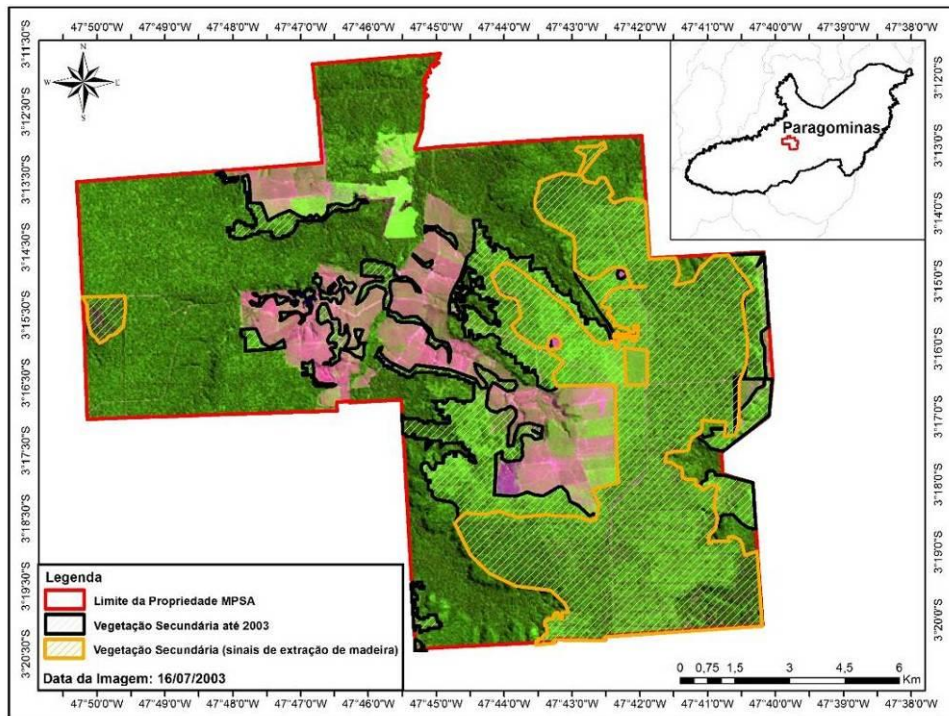 47°50'0"W 47°49'0"W 47°48'0"W 47°47'0"W 47°46'0"W 47°45'0"W 47°44'0"W 47°43'0"W 47°42'0"W 47°41'0"W 47°40'0"W 47°39'0"W 47°38'0"W
3°11'30"S
3°12'30"S
3°13'30"S
3°14'30"S
3°15'30"S
3°16'30"S
3°17'30"S
3°18'30"S
3°19'30"S
3°20'30"S
N
W E
S
Paragominas
3°12'0"S
3°13'0"S
3°14'0"S
3°15'0"S
3°16'0"S
3°17'0"S
3°18'0"S
3°19'0"S
3°20'0"S
Legenda
Limite da Propriedade MPSA
Vegetação Secundária até 2003
Vegetação Secundária (sinais de extração de madeira)
Data da Imagem: 16/07/2003
0 0,75 1,5 3 4,5 6
Km
47°50'0"W 47°49'0"W 47°48'0"W 47°47'0"W 47°46'0"W 47°45'0"W 47°44'0"W 47°43'0"W 47°42'0"W 47°41'0"W 47°40'0"W 47°39'0"W 47°38'0"W